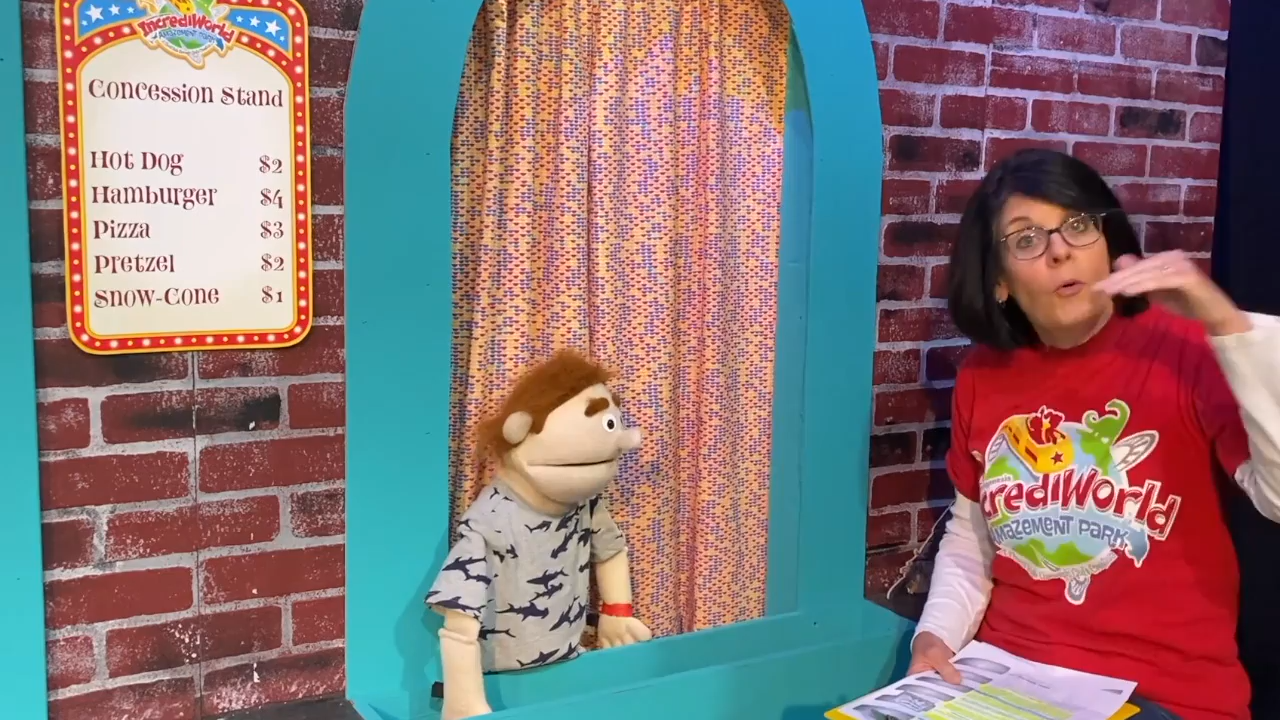 IncrediWorld
Amazement Park
Concession Stand
Hot Dog $2
Hamburger $4
Pizza $3
Pretzel $2
Snow-Cone $1
crediWorld
Amazement Park